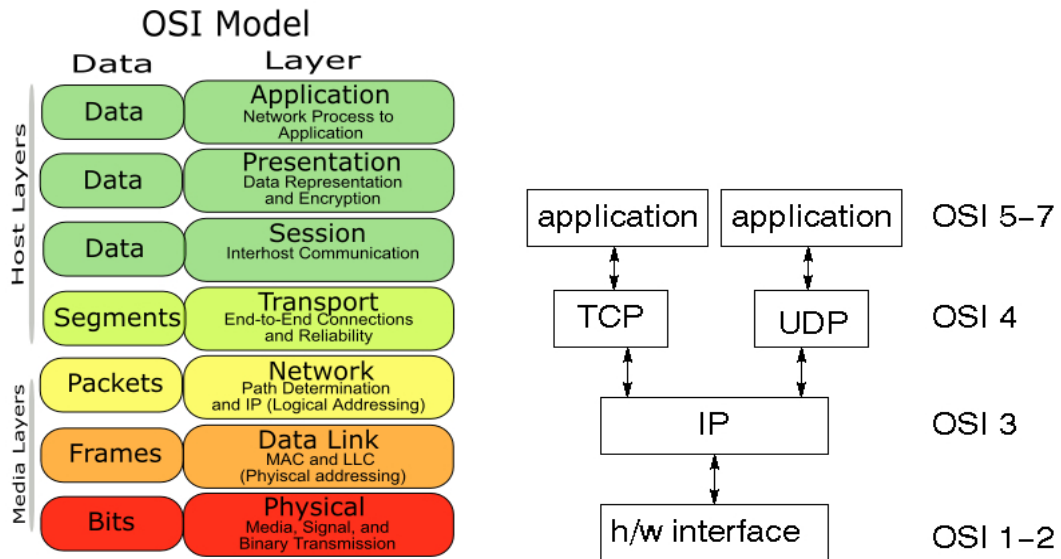 OSI Model
Data Layer
Host Layers
Data
Application
Network Process to
Application
Data
Presentation
Data Representation
and Encryption
Data
Session
Interhost Communication
Segments
Transport
End-to-End Connections
and Reliability
Media Layers
Packets
Network
Path Determination
and IP (Logical Addressing)
Frames
Data Link
MAC and LLC
(Phyiscal addressing)
Bits
Physical
Media, Signal, and
Binary Transmission
application application OSI 5-7
TCP UDP OSI 4
IP OSI 3
h/w interface OSI 1-2